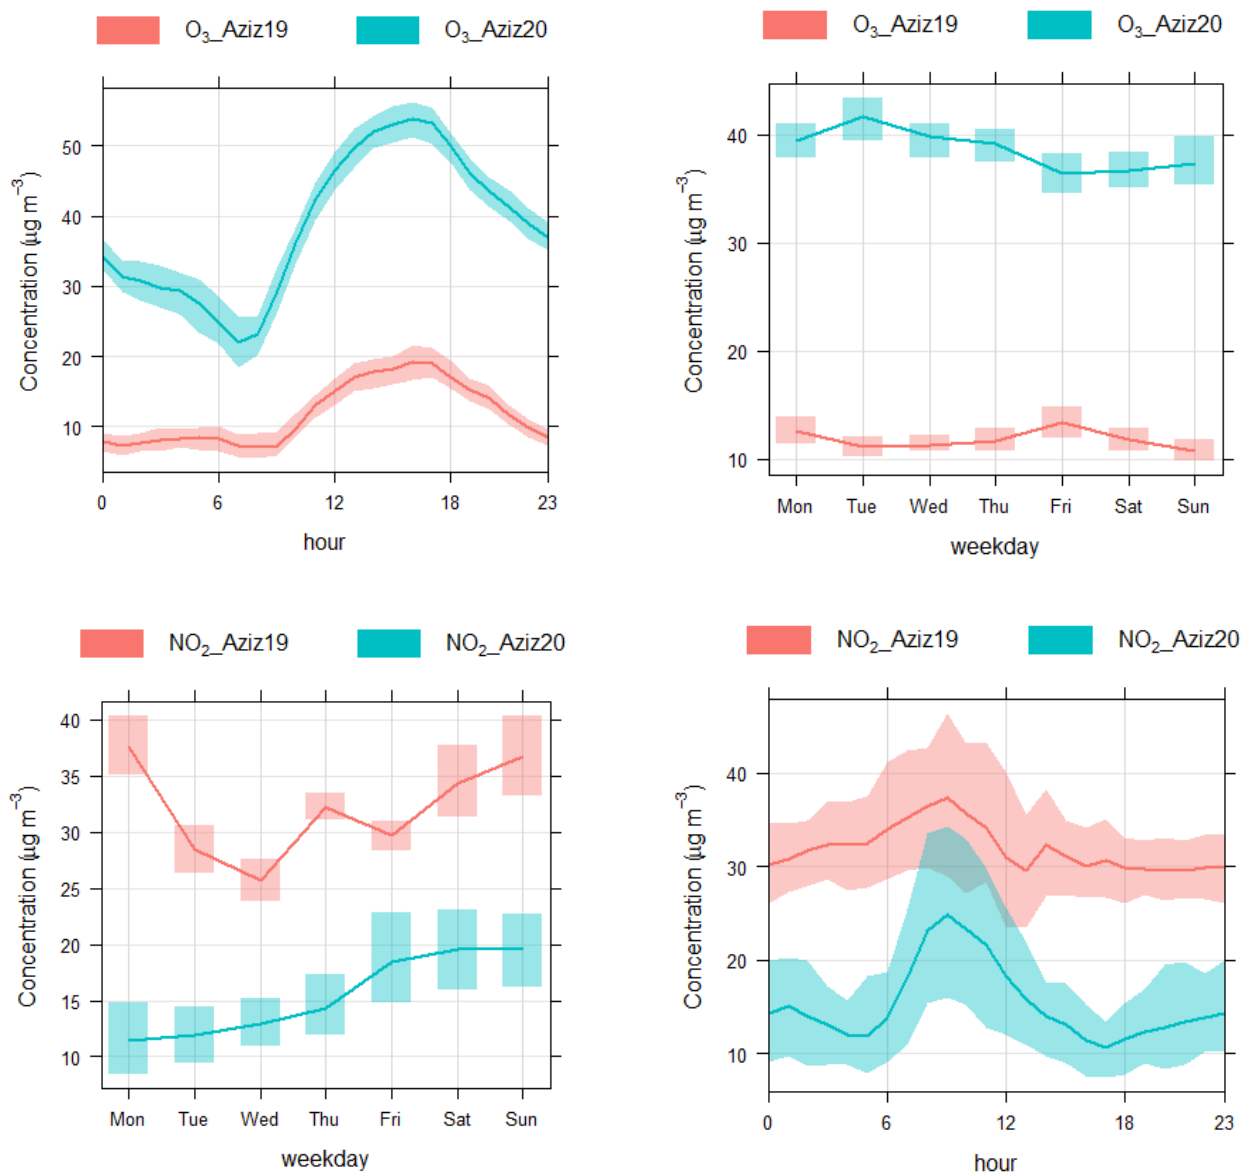 O₃_Aziz19 O₃_Aziz20
Concentration (µg m⁻³)
50
40
30
20
10
0 6 12 18 23
hour
O₃_Aziz19 O₃_Aziz20
Concentration (µg m⁻³)
40
30
20
10
Mon Tue Wed Thu Fri Sat Sun
weekday
NO₂_Aziz19 NO₂_Aziz20
Concentration (µg m⁻³)
40
35
30
25
20
15
10
Mon Tue Wed Thu Fri Sat Sun
weekday
NO₂_Aziz19 NO₂_Aziz20
Concentration (µg m⁻³)
40
30
20
10
0 6 12 18 23
hour